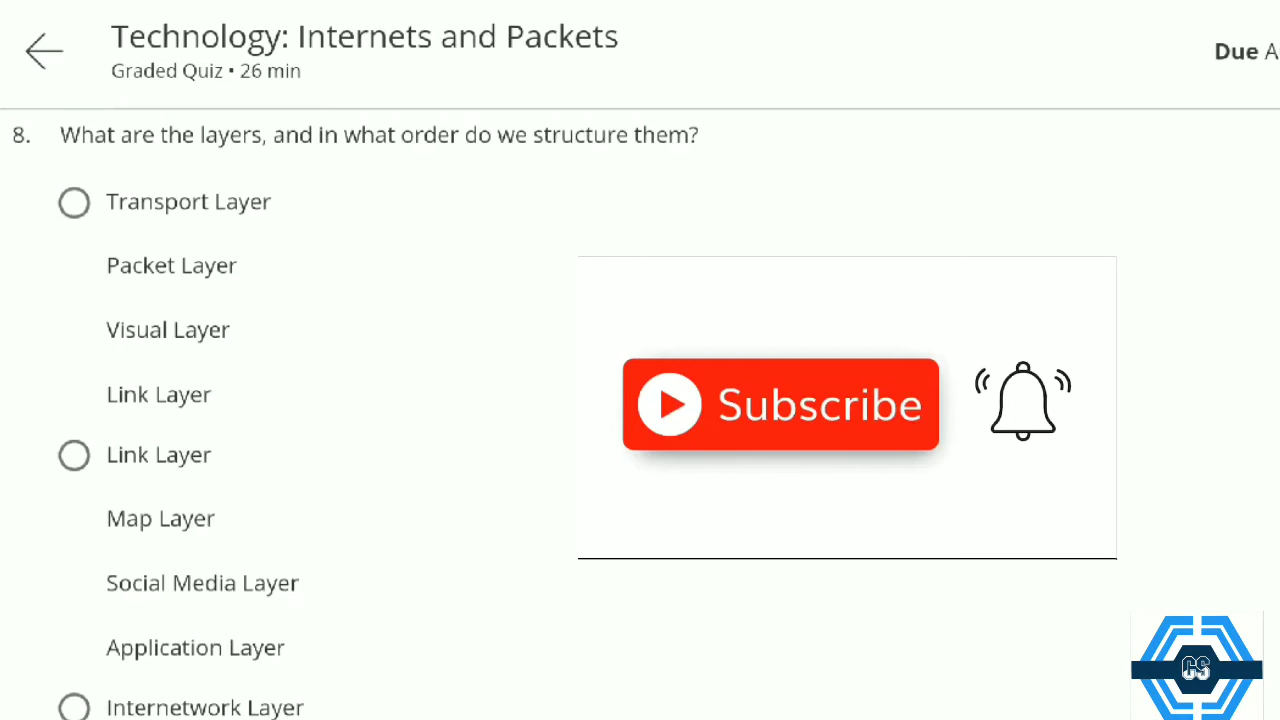 Technology: Internets and Packets
Graded Quiz • 26 min
Due A
8. What are the layers, and in what order do we structure them?
Transport Layer
Packet Layer
Visual Layer
Link Layer
Link Layer
Map Layer
Social Media Layer
Application Layer
Internetwork Layer
Subscribe
CS